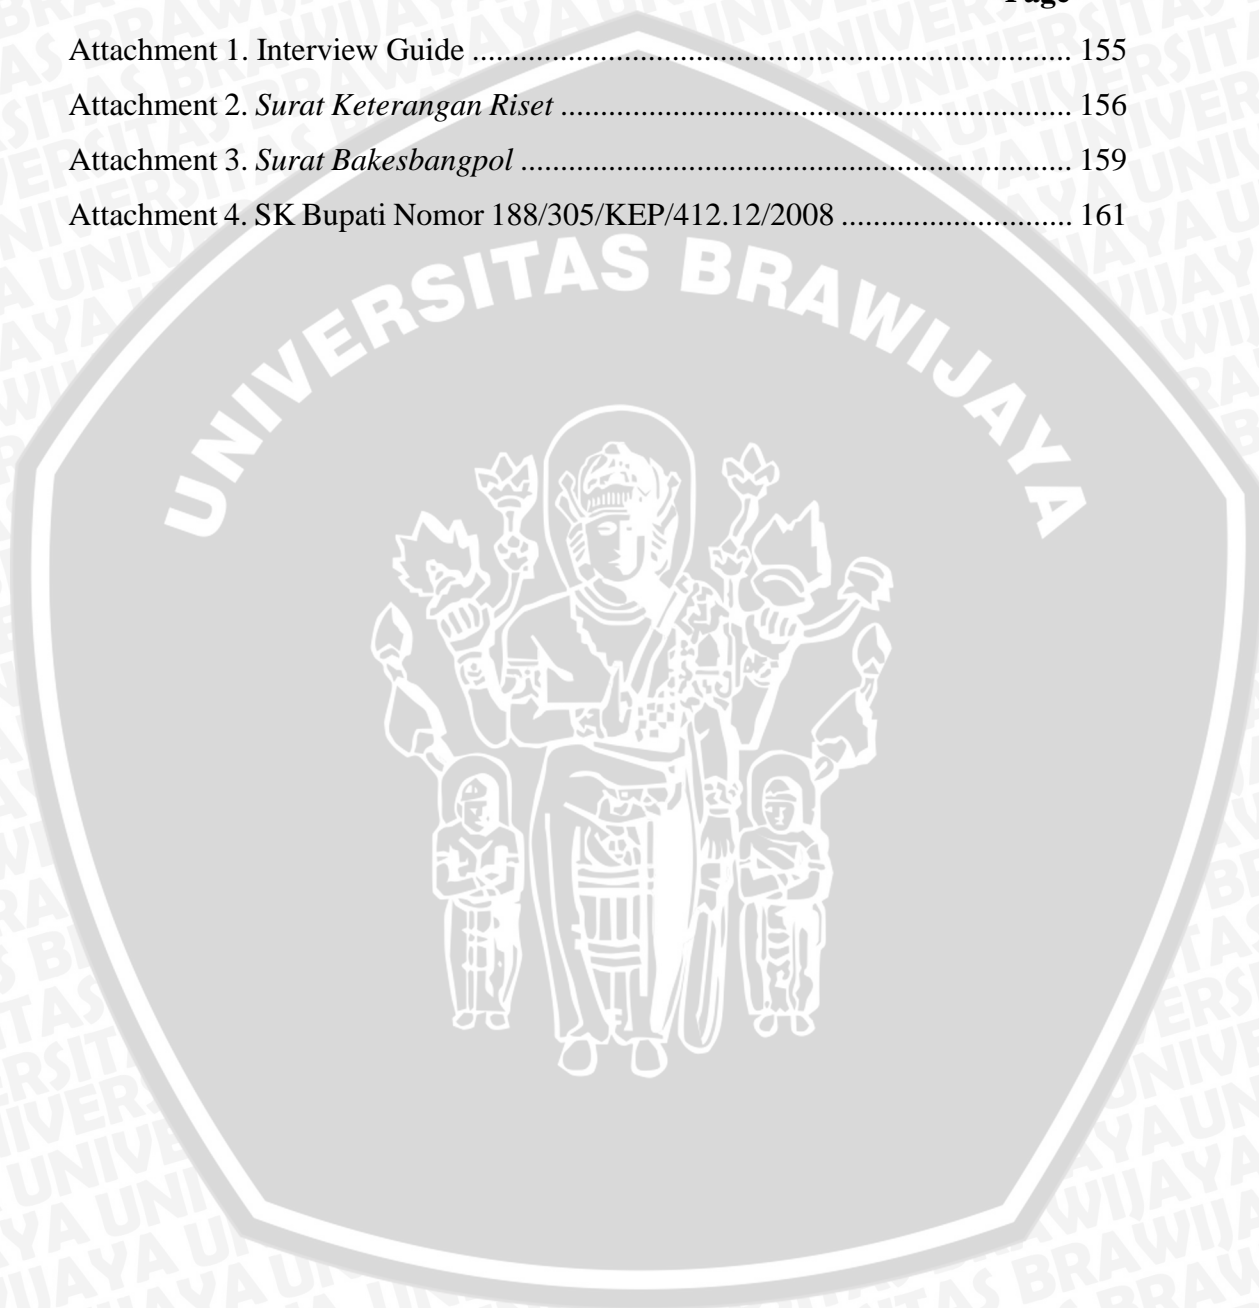 Page
Attachment 1. Interview Guide ........................................................................... 155
Attachment 2. Surat Keterangan Riset ................................................................ 156
Attachment 3. Surat Bakesbangpol ..................................................................... 159
Attachment 4. SK Bupati Nomor 188/305/KEP/412.12/2008 ............................. 161
UNIVERSITAS BRAWIJAYA